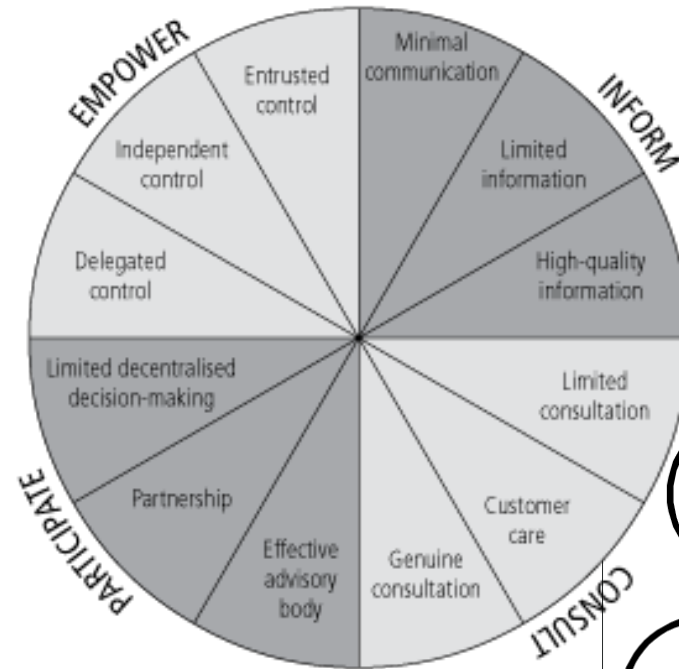 EMPOWER
INFORM
Minimal
communication
Limited
information
High-quality
information
Limited
consultation
Customer
care
Genuine
consultation
CONSULT
Effective
advisory
body
Partnership
Limited decentralised
decision-making
PARTICIPATE
Delegated
control
Independent
control
Entrusted
control